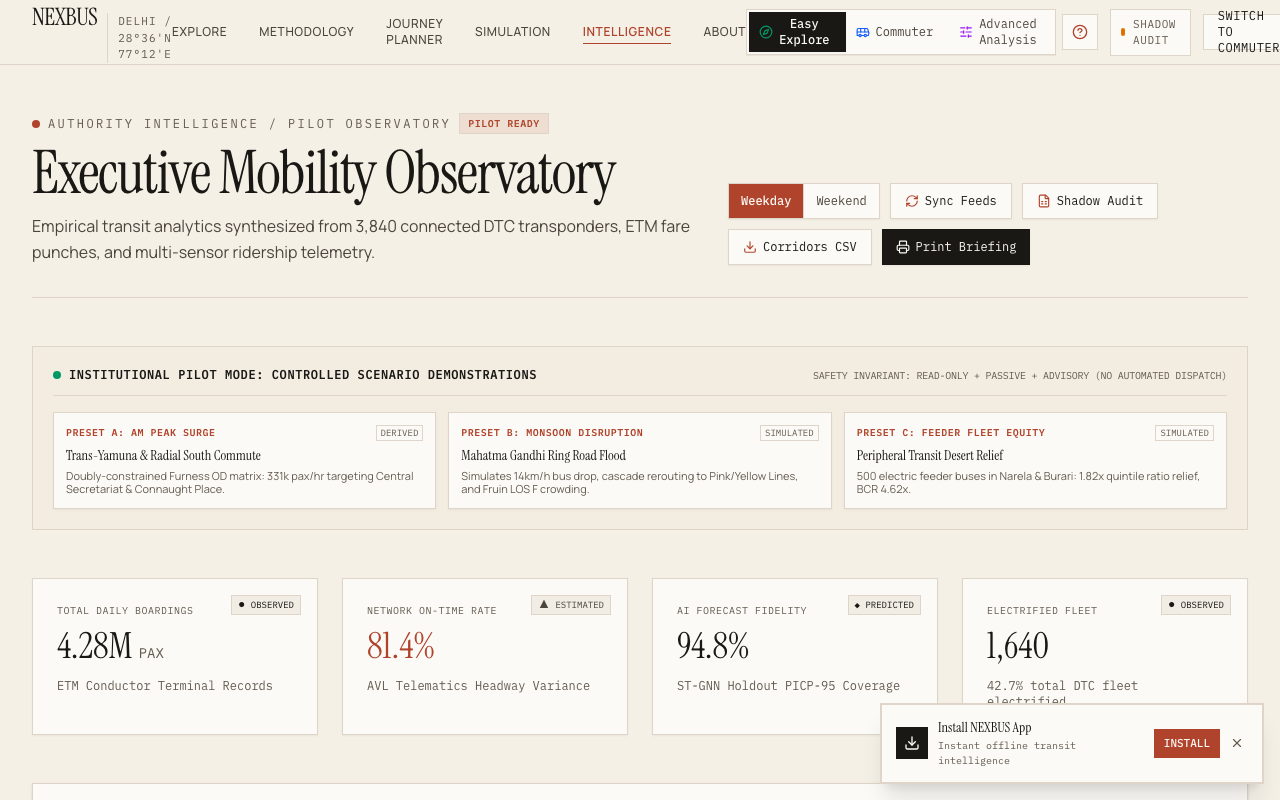 NEXBUS
DELHI /
28°36'N
77°12'E
EXPLORE
METHODOLOGY
JOURNEY
PLANNER
SIMULATION
INTELLIGENCE
ABOUT
Easy
Explore
Commuter
Advanced
Analysis
SHADOW
AUDIT
SWITCH
TO
COMMUTER
AUTHORITY INTELLIGENCE / PILOT OBSERVATORY
PILOT READY
Executive Mobility Observatory
Empirical transit analytics synthesized from 3,840 connected DTC transponders, ETM fare
punches, and multi-sensor ridership telemetry.
Weekday
Weekend
Sync Feeds
Shadow Audit
Corridors CSV
Print Briefing
INSTITUTIONAL PILOT MODE: CONTROLLED SCENARIO DEMONSTRATIONS
SAFETY INVARIANT: READ-ONLY + PASSIVE + ADVISORY (NO AUTOMATED DISPATCH)
PRESET A: AM PEAK SURGE
DERIVED
Trans-Yamuna & Radial South Commute
Doubly-constrained Furness OD matrix: 331k pax/hr targeting Central
Secretariat & Connaught Place.
PRESET B: MONSOON DISRUPTION
SIMULATED
Mahatma Gandhi Ring Road Flood
Simulates 14km/h bus drop, cascade rerouting to Pink/Yellow Lines,
and Fruin LOS F crowding.
PRESET C: FEEDER FLEET EQUITY
SIMULATED
Peripheral Transit Desert Relief
500 electric feeder buses in Narela & Burari: 1.82x quintile ratio relief,
BCR 4.62x.
TOTAL DAILY BOARDINGS
● OBSERVED
4.28M PAX
ETM Conductor Terminal Records
NETWORK ON-TIME RATE
▲ ESTIMATED
81.4%
AVL Telematics Headway Variance
AI FORECAST FIDELITY
◆ PREDICTED
94.8%
ST-GNN Holdout PICP-95 Coverage
ELECTRIFIED FLEET
● OBSERVED
1,640
42.7% total DTC fleet
electrified
Install NEXBUS App
Instant offline transit
intelligence
INSTALL